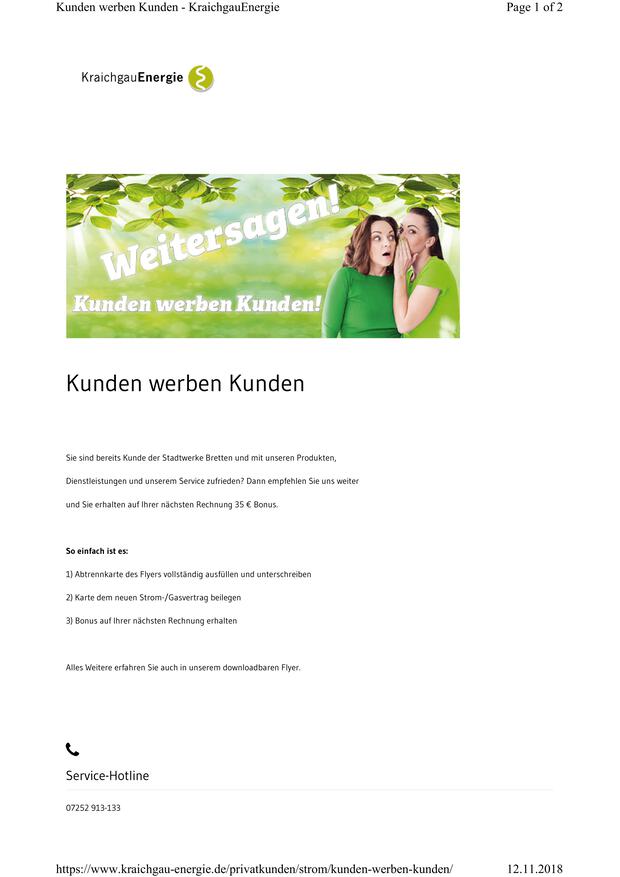 Kunden werben Kunden - KraichgauEnergie Page 1 of 2
KraichgauEnergie
Weitersagen!
Kunden werben Kunden!
Kunden werben Kunden
Sie sind bereits Kunde der Stadtwerke Bretten und mit unseren Produkten,
Dienstleistungen und unserem Service zufrieden? Dann empfehlen Sie uns weiter
und Sie erhalten auf Ihrer nächsten Rechnung 35 € Bonus.
So einfach ist es:
1) Abtrennkarte des Flyers vollständig ausfüllen und unterschreiben
2) Karte dem neuen Strom-/Gasvertrag beilegen
3) Bonus auf Ihrer nächsten Rechnung erhalten
Alles Weitere erfahren Sie auch in unserem downloadbaren Flyer.
Service-Hotline
07252 913-133
https://www.kraichgau-energie.de/privatkunden/strom/kunden-werben-kunden/ 12.11.2018